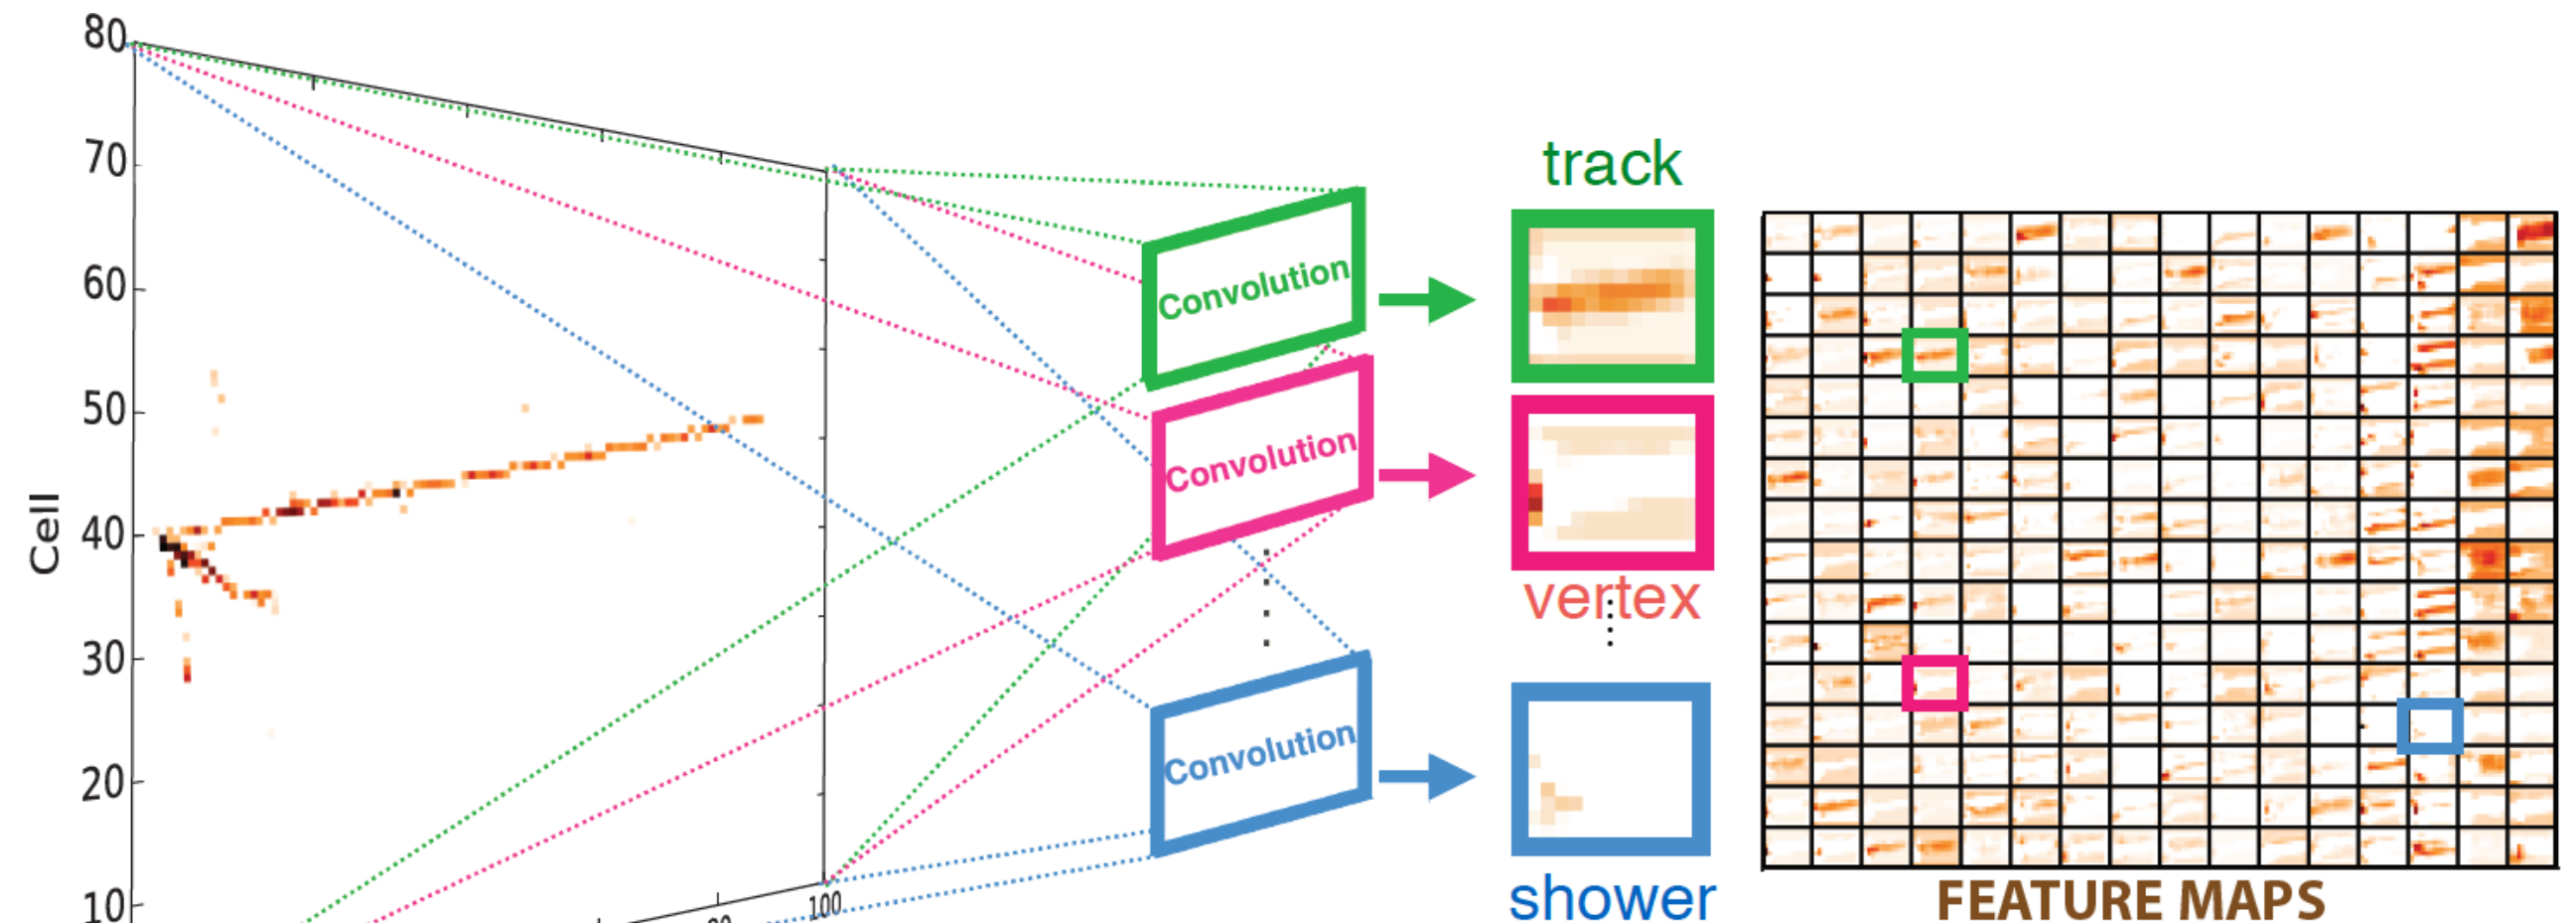 80
70
60
50
40
30
20
10
Cell
100
Convolution
Convolution
Convolution
track
vertex
shower
FEATURE MAPS